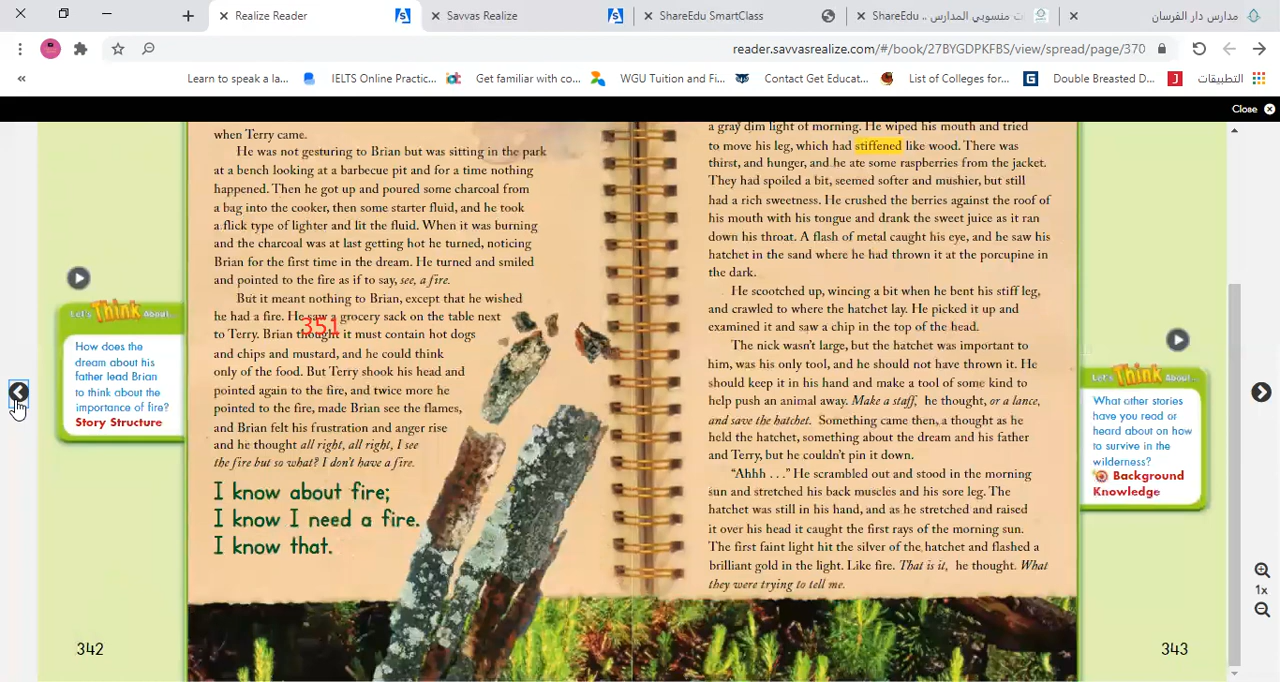 Realize Reader
Savvas Realize
ShareEdu SmartClass
ShareEdu .. ت منسوبي المدارس
مدارس دار الفرسان
reader.savvasrealize.com/#/book/27BYGDPKFBS/view/spread/page/370
«
Learn to speak a la...
IELTS Online Practic...
Get familiar with co...
WGU Tuition and Fi...
Contact Get Educat...
List of Colleges for...
Double Breasted D...
التطبيقات
Close
when Terry came.
He was not gesturing to Brian but was sitting in the park
at a bench looking at a barbecue pit and for a time nothing
happened. Then he got up and poured some charcoal from
a bag into the cooker, then some starter fluid, and he took
a flick type of lighter and lit the fluid. When it was burning
and the charcoal was at last getting hot he turned, noticing
Brian for the first time in the dream. He turned and smiled
and pointed to the fire as if to say, see, a fire.
But it meant nothing to Brian, except that he wished
he had a fire. He saw a grocery sack on the table next
to Terry. Brian thought it must contain hot dogs
and chips and mustard, and he could think
only of the food. But Terry shook his head and
pointed again to the fire, and twice more he
pointed to the fire, made Brian see the flames,
and Brian felt his frustration and anger rise
and he thought all right, all right, I see
the fire but so what? I don't have a fire.
351
I know about fire;
I know I need a fire.
I know that.
Let's Think About...
How does the
dream about his
father lead Brian
to think about the
importance of fire?
Story Structure
342
a gray dim light of morning. He wiped his mouth and tried
to move his leg, which had stiffened like wood. There was
thirst, and hunger, and he ate some raspberries from the jacket.
They had spoiled a bit, seemed softer and mushier, but still
had a rich sweetness. He crushed the berries against the roof of
his mouth with his tongue and drank the sweet juice as it ran
down his throat. A flash of metal caught his eye, and he saw his
hatchet in the sand where he had thrown it at the porcupine in
the dark.
He scootched up, wincing a bit when he bent his stiff leg,
and crawled to where the hatchet lay. He picked it up and
examined it and saw a chip in the top of the head.
The nick wasn't large, but the hatchet was important to
him, was his only tool, and he should not have thrown it. He
should keep it in his hand and make a tool of some kind to
help push an animal away. Make a staff, he thought, or a lance,
and save the hatchet. Something came then, a thought as he
held the hatchet, something about the dream and his father
and Terry, but he couldn't pin it down.
"Ahhh . . ." He scrambled out and stood in the morning
sun and stretched his back muscles and his sore leg. The
hatchet was still in his hand, and as he stretched and raised
it over his head it caught the first rays of the morning sun.
The first faint light hit the silver of the hatchet and flashed a
brilliant gold in the light. Like fire. That is it, he thought. What
they were trying to tell me.
Let's Think About...
What other stories
have you read or
heard about on how
to survive in the
wilderness?
Background
Knowledge
343
1x